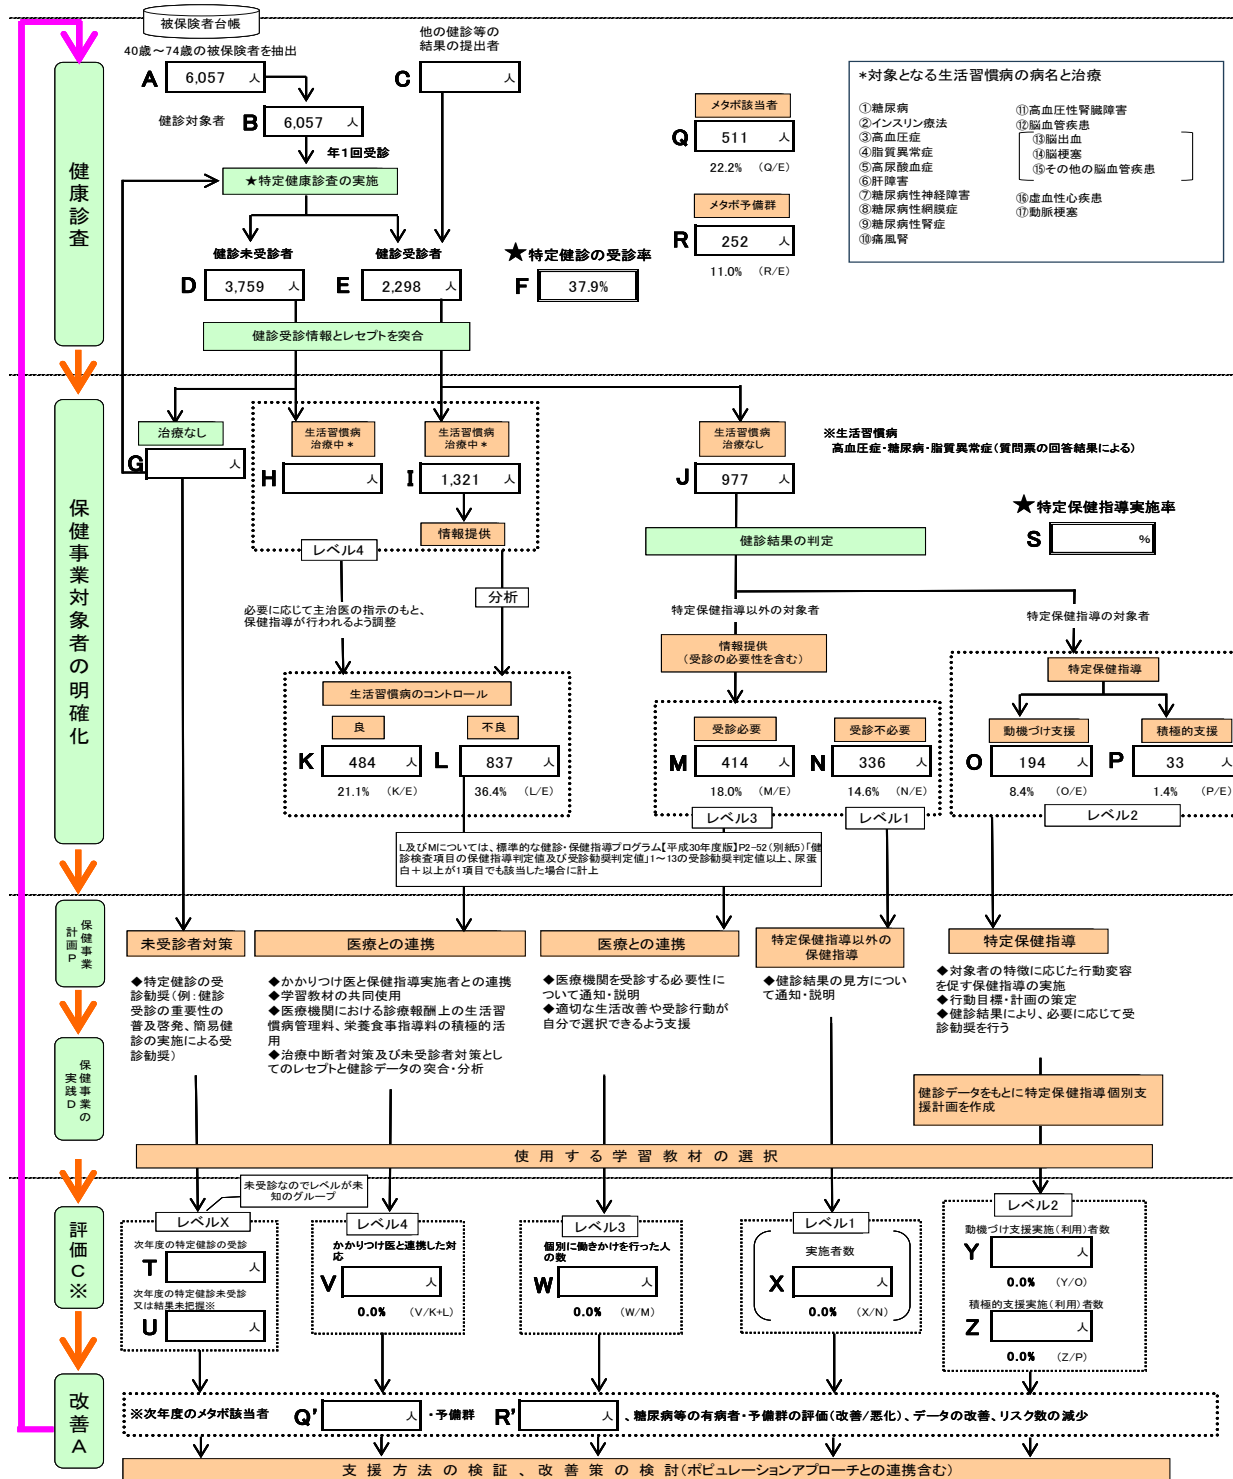 被保険者台帳
40歳～74歳の被保険者を抽出
A 6,057 人
他の健診等の
結果の提出者
C 人
健診対象者 B 6,057 人
年1回受診
★特定健康診査の実施
健診未受診者
健診受診者
D 3,759 人
E 2,298 人
★特定健診の受診率
F 37.9%
メタボ該当者
Q 511 人
22.2% (Q/E)
メタボ予備群
R 252 人
11.0% (R/E)
*対象となる生活習慣病の病名と治療
①糖尿病
②インスリン療法
③高血圧症
④脂質異常症
⑤高尿酸血症
⑥肝障害
⑦糖尿病性神経障害
⑧糖尿病性網膜症
⑨糖尿病性腎症
⑩痛風腎
⑪高血圧性腎臓障害
⑫脳血管疾患
⑬脳出血
⑭脳梗塞
⑮その他の脳血管疾患
⑯虚血性心疾患
⑰動脈梗塞
健診受診情報とレセプトを突合
健康診査
治療なし
G 人
生活習慣病
治療中*
H 人
生活習慣病
治療中*
I 1,321 人
情報提供
レベル4
生活習慣病
治療なし
J 977 人
※生活習慣病
高血圧症・糖尿病・脂質異常症(質問票の回答結果による)
★特定保健指導実施率
S %
健診結果の判定
分析
必要に応じて主治医の指示のもと、
保健指導が行われるよう調整
特定保健指導以外の対象者
特定保健指導の対象者
情報提供
(受診の必要性を含む)
特定保健指導
生活習慣病のコントロール
良
不良
K 484 人
L 837 人
21.1% (K/E)
36.4% (L/E)
受診必要
受診不必要
M 414 人
N 336 人
18.0% (M/E)
14.6% (N/E)
レベル3
レベル1
動機づけ支援
積極的支援
O 194 人
P 33 人
8.4% (O/E)
1.4% (P/E)
レベル2
L及びMについては、標準的な健診・保健指導プログラム【平成30年度版】P2-52(別紙5)「健
診検査項目の保健指導判定値及び受診勧奨判定値」1～13の受診勧奨判定値以上、尿蛋
白+以上が1項目でも該当した場合に計上
保健事業対象者の明確化
保健事業
計画P
未受診者対策
◆特定健診の受
診勧奨(例:健診
受診の重要性の
普及啓発、簡易健
診の実施による受
診勧奨)
医療との連携
◆かかりつけ医と保健指導実施者との連携
◆学習教材の共同使用
◆医療機関における診療報酬上の生活習
慣病管理料、栄養食事指導料の積極的活
用
◆治療中断者対策及び未受診者対策とし
てのレセプトと健診データの突合・分析
医療との連携
◆医療機関を受診する必要性に
ついて通知・説明
◆適切な生活改善や受診行動が
自分で選択できるよう支援
特定保健指導以外の
保健指導
◆健診結果の見方につい
て通知・説明
特定保健指導
◆対象者の特徴に応じた行動変容
を促す保健指導の実施
◆行動目標・計画の策定
◆健診結果により、必要に応じて受
診勧奨を行う
保健事業の
実践D
健診データをもとに特定保健指導個別支
援計画を作成
使用する学習教材の選択
未受診なのでレベルが未
知のグループ
評価C※
レベルX
次年度の特定健診の受診
T 人
次年度の特定健診未受診
又は結果未把握※
U 人
レベル4
かかりつけ医と連携した対
応
V 人
0.0% (V/K+L)
レベル3
個別に働きかけを行った人
の数
W 人
0.0% (W/M)
レベル1
実施者数
X 人
0.0% (X/N)
レベル2
動機づけ支援実施(利用)者数
Y 人
0.0% (Y/O)
積極的支援実施(利用)者数
Z 人
0.0% (Z/P)
改善A
※次年度のメタボ該当者 Q' 人 ・予備群 R' 人 、糖尿病等の有病者・予備群の評価(改善/悪化)、データの改善、リスク数の減少
支援方法の検証、改善策の検討(ポピュレーションアプローチとの連携含む)